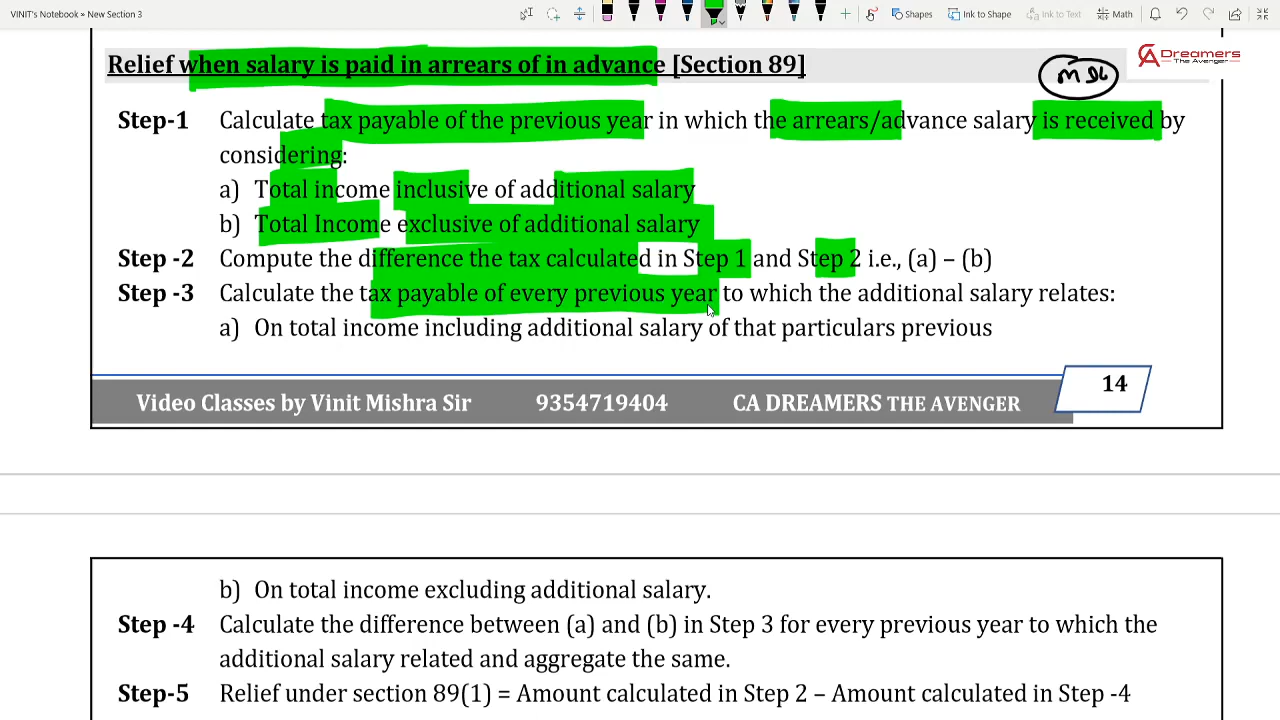 VINIT's Notebook » New Section 3
Shapes
Ink to Shape
Ink to Text
Math
Relief when salary is paid in arrears of in advance [Section 89]
Dreamers
The Avenger
Step-1 Calculate tax payable of the previous year in which the arrears/advance salary is received by
considering:
a) Total income inclusive of additional salary
b) Total Income exclusive of additional salary
Step -2 Compute the difference the tax calculated in Step 1 and Step 2 i.e., (a) – (b)
Step -3 Calculate the tax payable of every previous year to which the additional salary relates:
a) On total income including additional salary of that particulars previous
14
Video Classes by Vinit Mishra Sir 9354719404 CA DREAMERS THE AVENGER
b) On total income excluding additional salary.
Step -4 Calculate the difference between (a) and (b) in Step 3 for every previous year to which the
additional salary related and aggregate the same.
Step-5 Relief under section 89(1) = Amount calculated in Step 2 – Amount calculated in Step -4